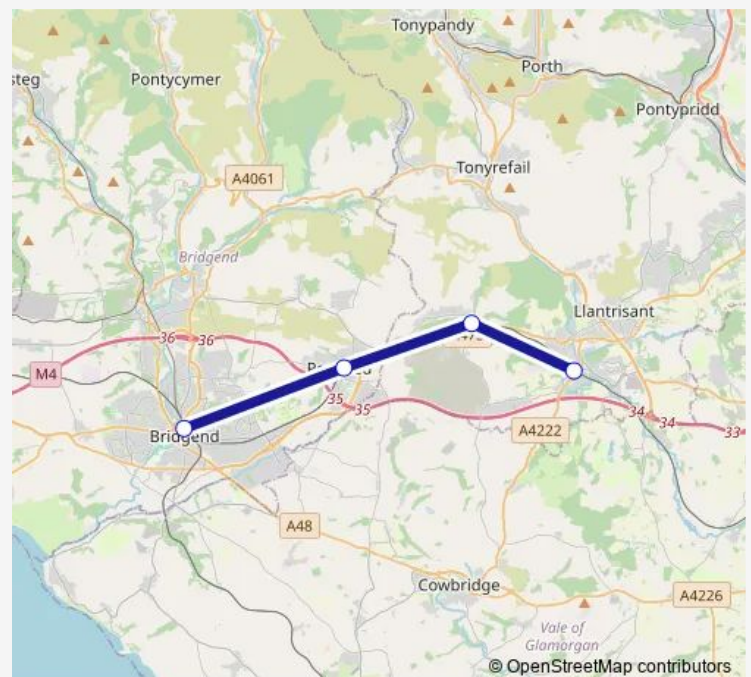 Tonypandy
steg
Pontycymer
Porth
Pontypridd
A4061
Tonyrefail
Bridgend
Llantrisant
36
36
M4
35
35
Bridgend
34
34
33
A4222
A48
Cowbridge
A4226
Vale of
Glamorgan
© OpenStreetMap contributors